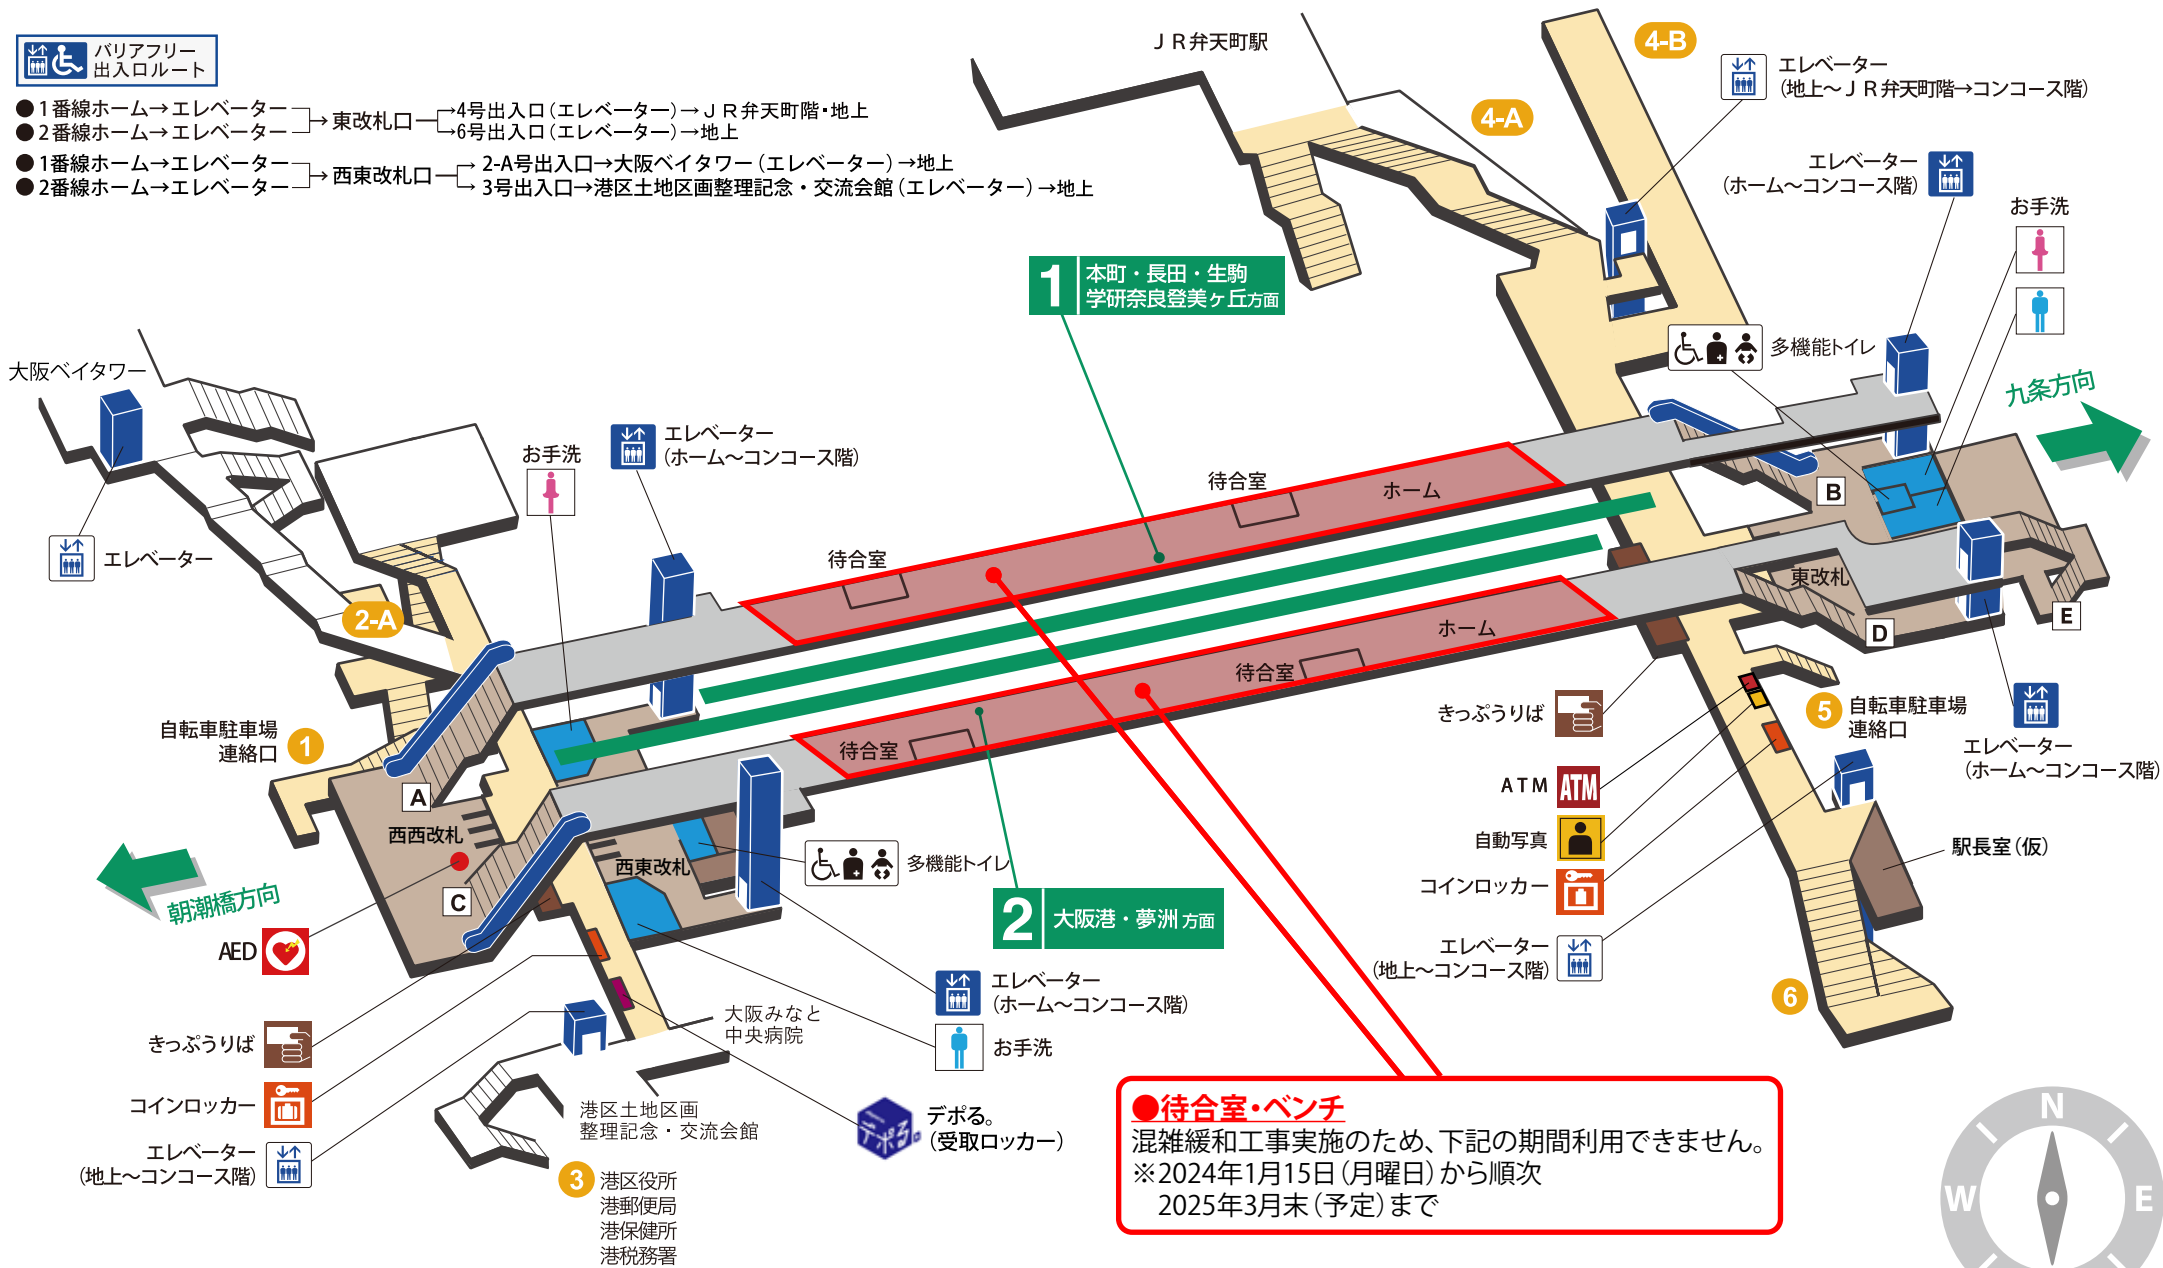 バリアフリー
出入口ルート
●1番線ホーム→エレベーター
●2番線ホーム→エレベーター
→東改札口
→4号出入口(エレベーター)→JR弁天町階・地上
→6号出入口(エレベーター)→地上
●1番線ホーム→エレベーター
●2番線ホーム→エレベーター
→西東改札口
→2-A号出入口→大阪ベイタワー(エレベーター)→地上
→3号出入口→港区土地区画整理記念・交流会館(エレベーター)→地上
JR弁天町駅
4-B
4-A
エレベーター
(地上〜JR弁天町階→コンコース階)
エレベーター
(ホーム〜コンコース階)
お手洗
多機能トイレ
九条方向
1
本町・長田・生駒
学研奈良登美ヶ丘方面
大阪ベイタワー
エレベーター
お手洗
エレベーター
(ホーム〜コンコース階)
待合室
ホーム
待合室
B
東改札
E
D
2-A
待合室
ホーム
待合室
自転車駐車場
連絡口
1
A
西西改札
C
西東改札
多機能トイレ
朝潮橋方向
AED
2
大阪港・夢洲方面
きっぷうりば
ATM
ATM
自動写真
コインロッカー
エレベーター
(地上〜コンコース階)
5
自転車駐車場
連絡口
エレベーター
(ホーム〜コンコース階)
駅長室(仮)
6
エレベーター
(ホーム〜コンコース階)
お手洗
大阪みなと
中央病院
きっぷうりば
コインロッカー
エレベーター
(地上〜コンコース階)
港区土地区画
整理記念・交流会館
デポる。
デポる。
(受取ロッカー)
3
港区役所
港郵便局
港保健所
港税務署
●待合室・ベンチ
混雑緩和工事実施のため、下記の期間利用できません。
※2024年1月15日(月曜日)から順次
2025年3月末(予定)まで
N
W
E